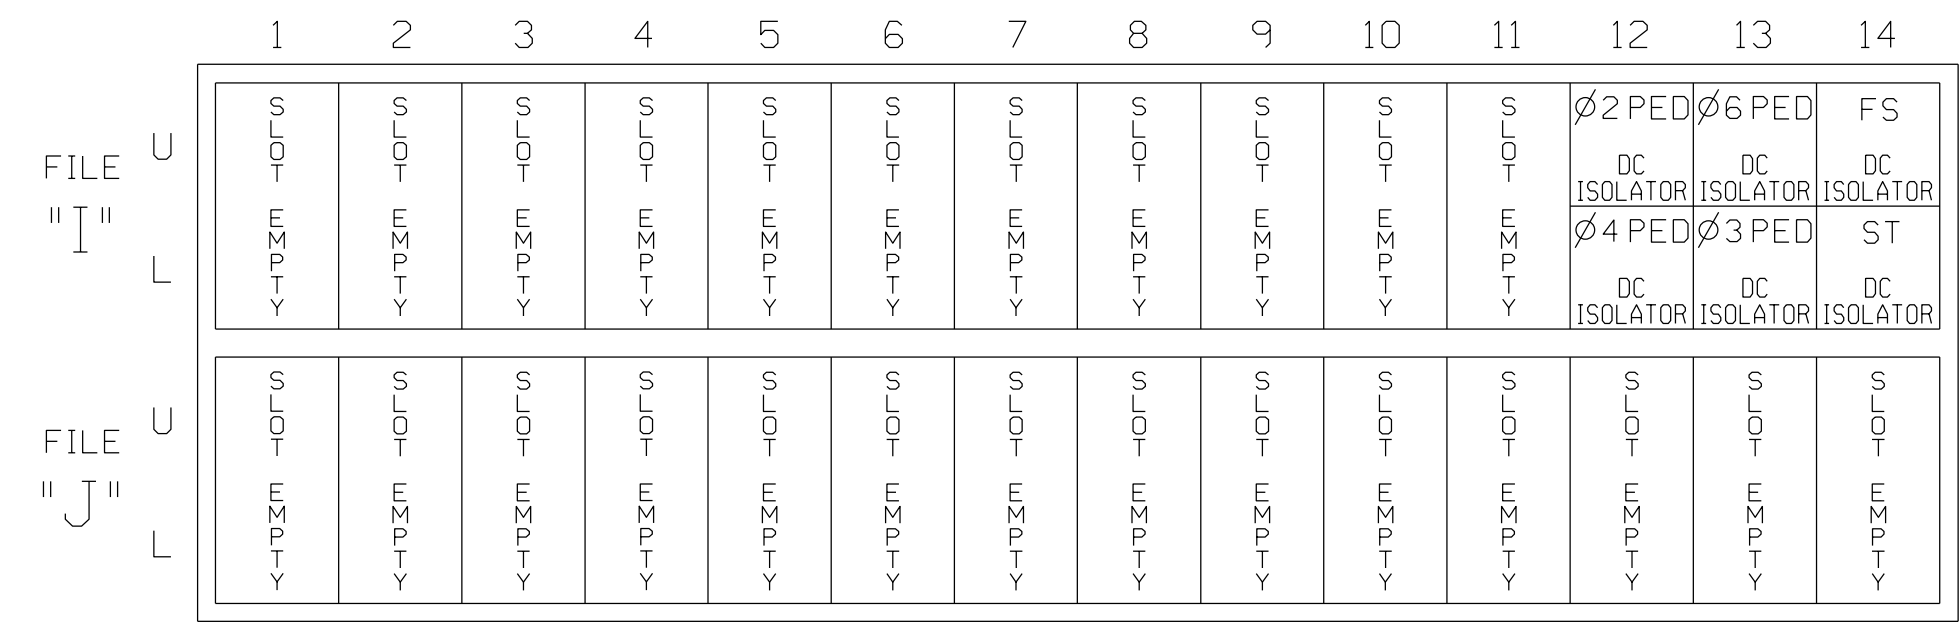 1 2 3 4 5 6 7 8 9 10 11 12 13 14
FILE
"I"
U
L
SLOT EMPTY
SLOT EMPTY
SLOT EMPTY
SLOT EMPTY
SLOT EMPTY
SLOT EMPTY
SLOT EMPTY
SLOT EMPTY
SLOT EMPTY
SLOT EMPTY
SLOT EMPTY
Ø2 PED
DC
ISOLATOR
Ø6 PED
DC
ISOLATOR
FS
DC
ISOLATOR
Ø4 PED
DC
ISOLATOR
Ø3 PED
DC
ISOLATOR
ST
DC
ISOLATOR
FILE
"J"
U
L
SLOT EMPTY
SLOT EMPTY
SLOT EMPTY
SLOT EMPTY
SLOT EMPTY
SLOT EMPTY
SLOT EMPTY
SLOT EMPTY
SLOT EMPTY
SLOT EMPTY
SLOT EMPTY
SLOT EMPTY
SLOT EMPTY
SLOT EMPTY